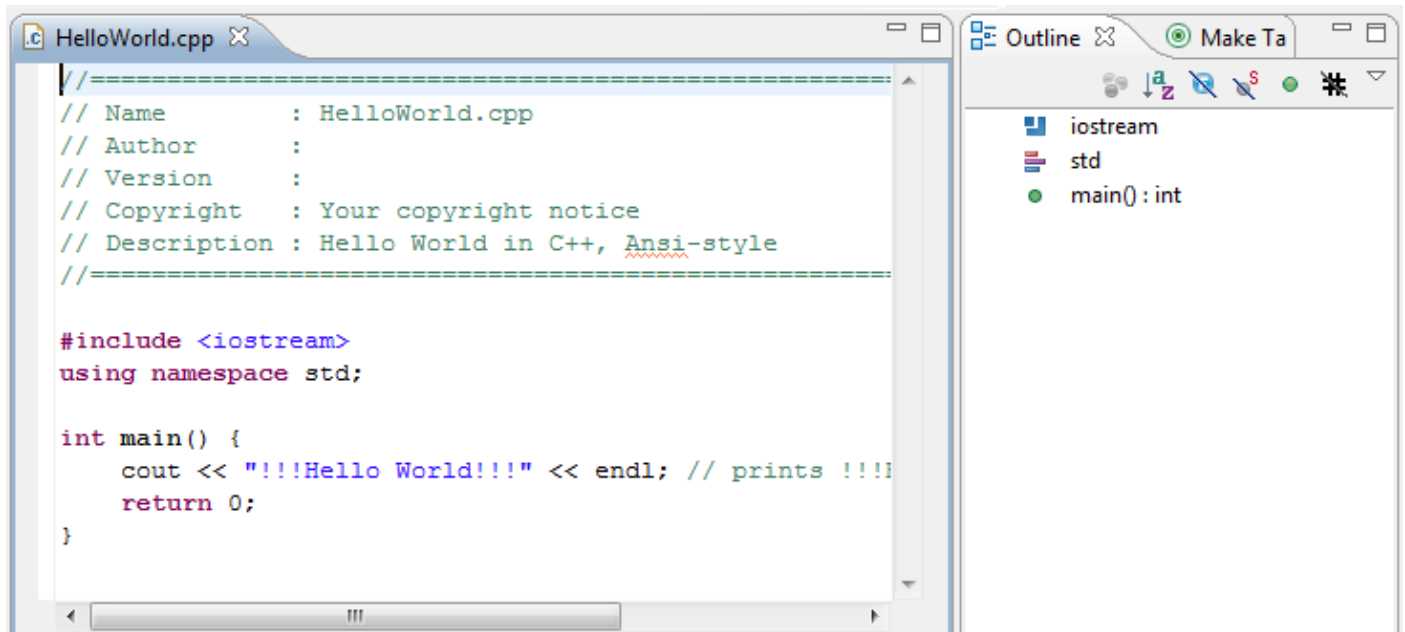 HelloWorld.cpp
//====================================================
// Name        : HelloWorld.cpp
// Author      :
// Version     :
// Copyright   : Your copyright notice
// Description : Hello World in C++, Ansi-style
//====================================================
#include <iostream>
using namespace std;
int main() {
    cout << "!!!Hello World!!!" << endl; // prints !!!
    return 0;
}
Outline Make Ta
iostream
std
main() : int